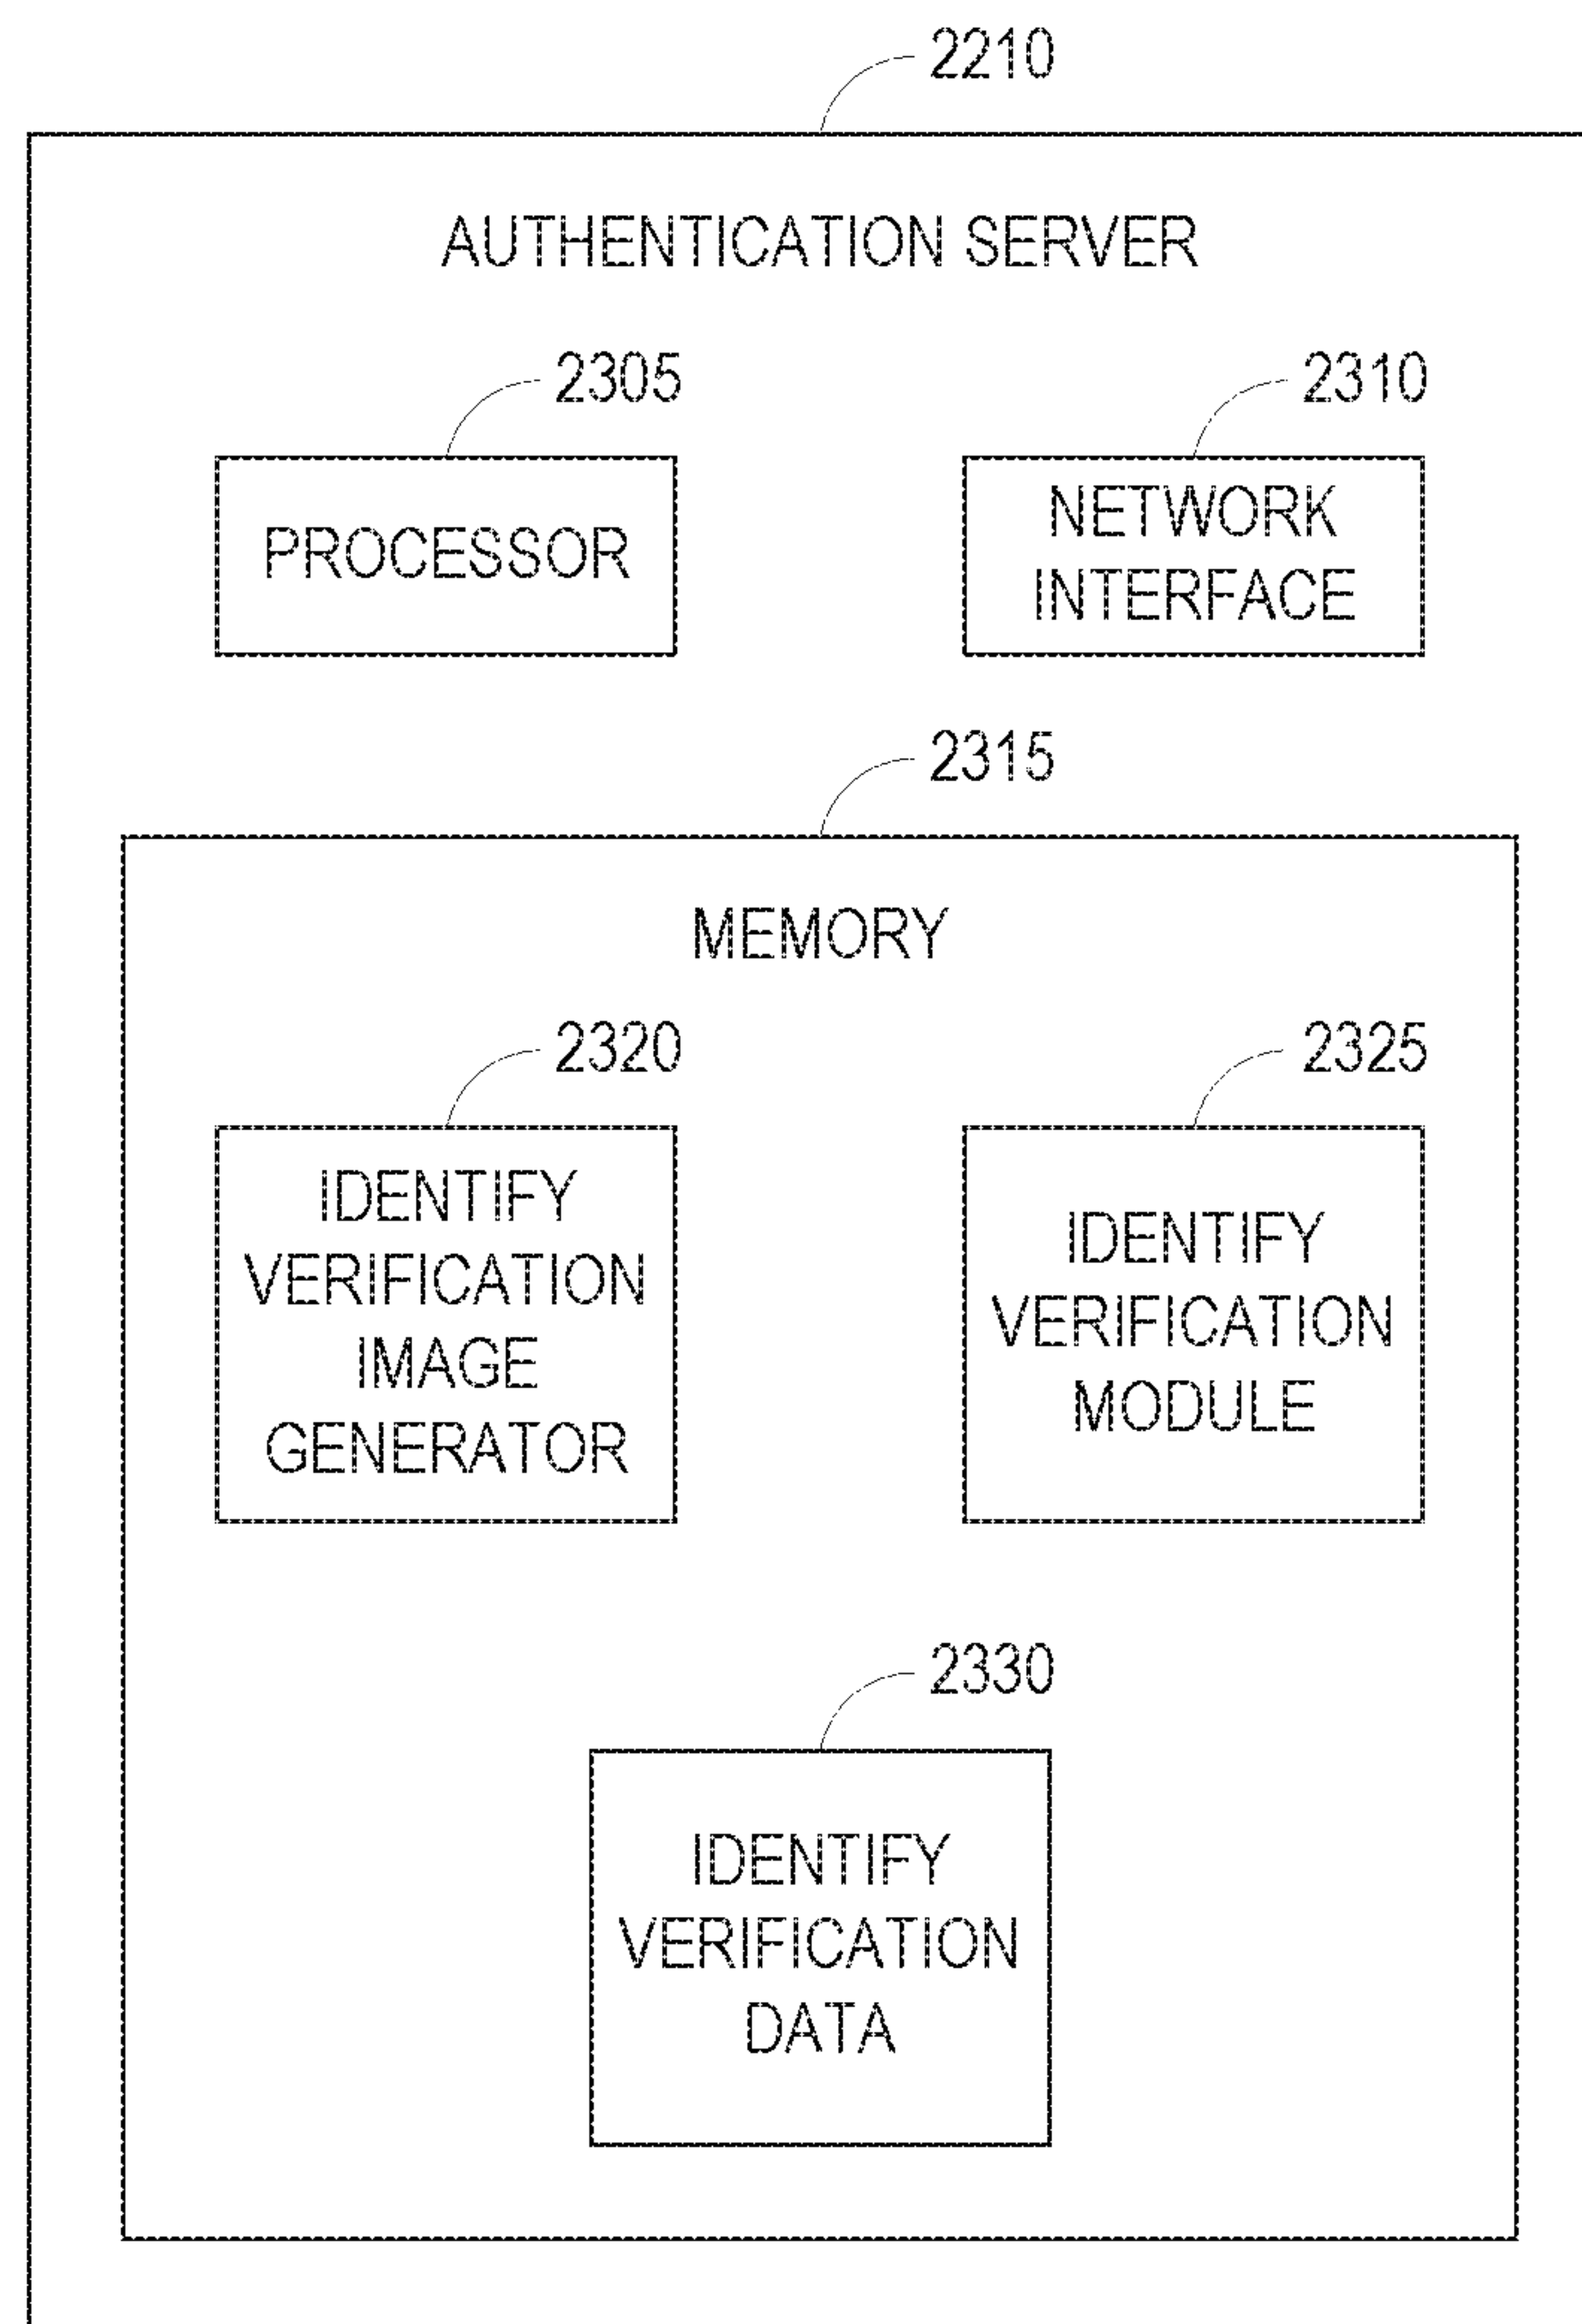 2210
AUTHENTICATION SERVER
2305
2310
PROCESSOR
NETWORK
INTERFACE
2315
MEMORY
2320
2325
IDENTIFY
VERIFICATION
IMAGE
GENERATOR
IDENTIFY
VERIFICATION
MODULE
2330
IDENTIFY
VERIFICATION
DATA